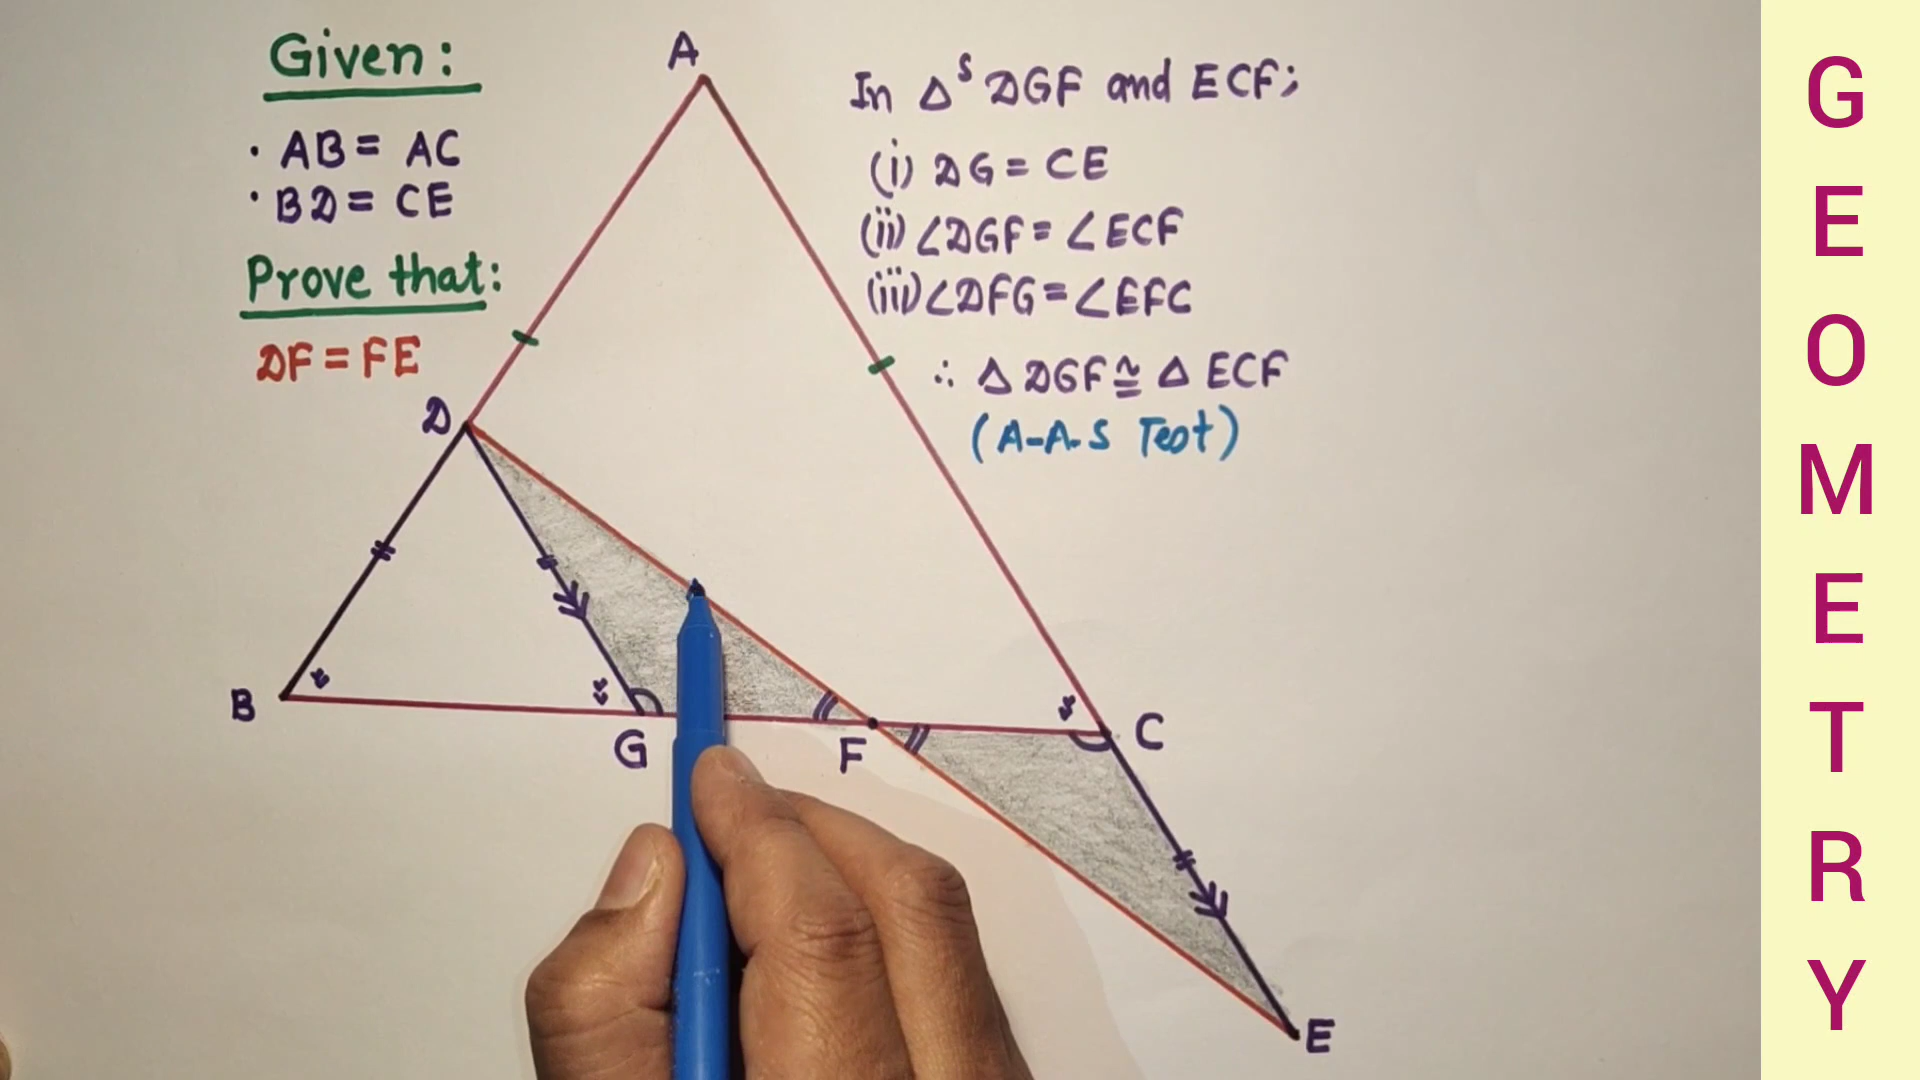 Given:
· AB = AC
· BD = CE
Prove that:
DF = FE
A
D
B
G
F
C
E
In Δˢ DGF and ECF;
(i) DG = CE
(ii) ∠DGF = ∠ECF
(iii) ∠DFG = ∠EFC
∴ Δ DGF ≅ Δ ECF
(A-A-S Test)
G
E
O
M
E
T
R
Y